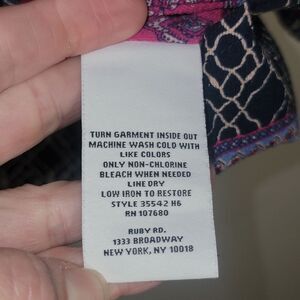 TURN GARMENT INSIDE OUT
MACHINE WASH COLD WITH
LIKE COLORS
ONLY NON-CHLORINE
BLEACH WHEN NEEDED
LINE DRY
LOW IRON TO RESTORE
STYLE 35542 H6
RN 107680
RUBY RD.
1333 BROADWAY
NEW YORK, NY 10018